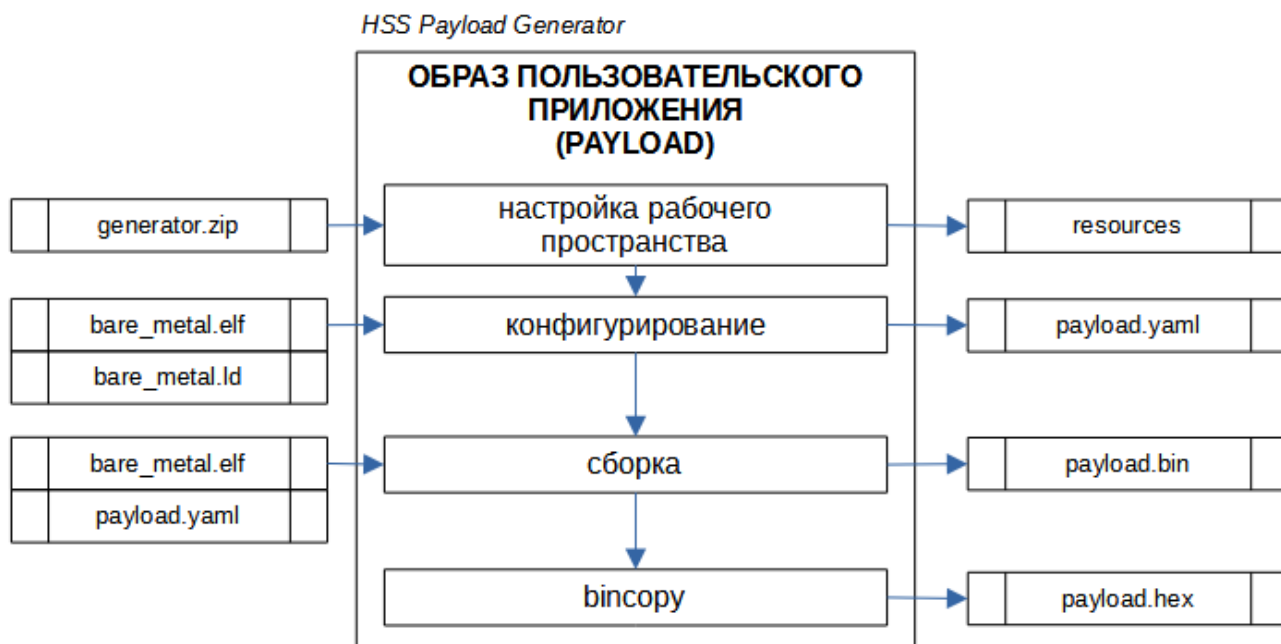 HSS Payload Generator
ОБРАЗ ПОЛЬЗОВАТЕЛЬСКОГО
ПРИЛОЖЕНИЯ
(PAYLOAD)
generator.zip
настройка рабочего
пространства
resources
bare_metal.elf
bare_metal.ld
конфигурирование
payload.yaml
bare_metal.elf
payload.yaml
сборка
payload.bin
bincopy
payload.hex